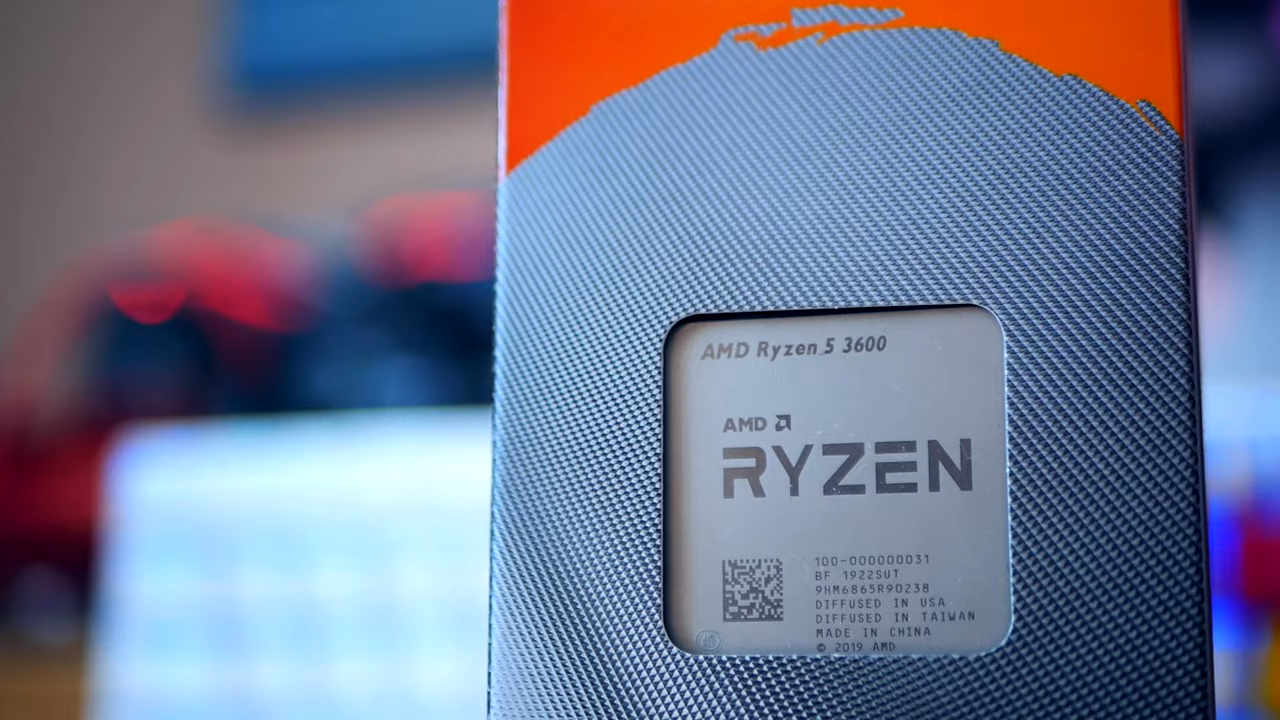 AMD Ryzen 5 3600
AMD
RYZEN
100-000000031
BF 1922SUT
9HM6865R90238
DIFFUSED IN USA
DIFFUSED IN TAIWAN
MADE IN CHINA
© 2019 AMD